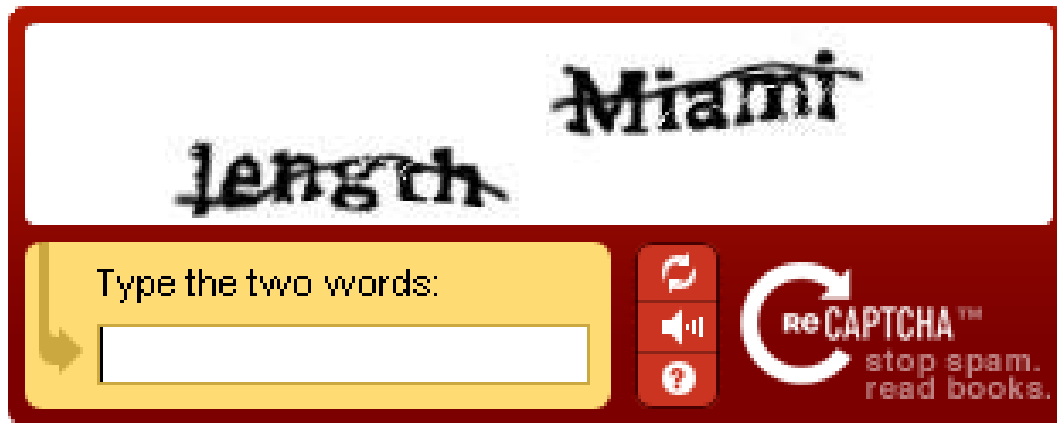 length Miami
Type the two words:
ReCAPTCHA™
stop spam.
read books.